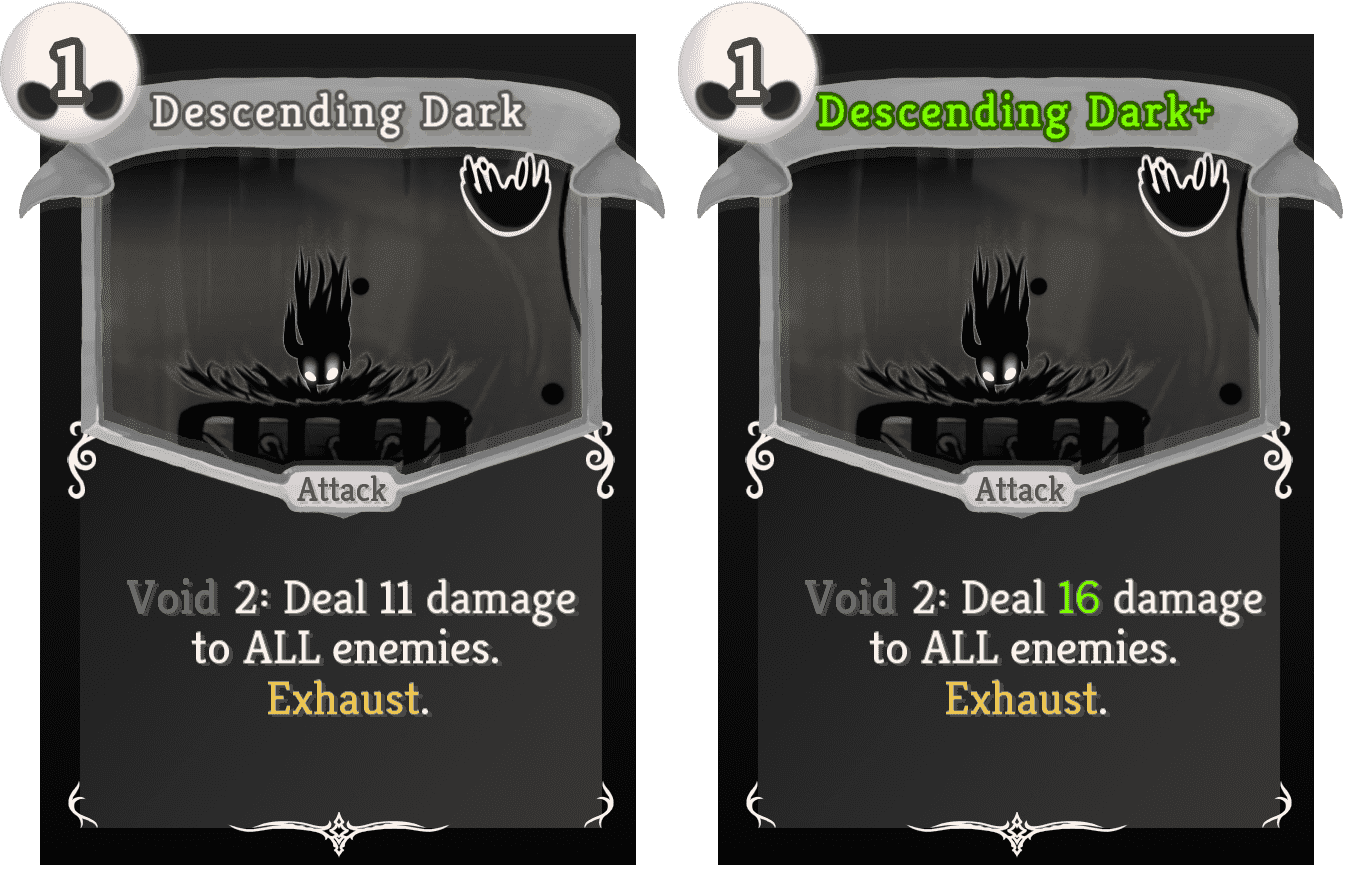 1
Descending Dark
Attack
Void 2: Deal 11 damage
to ALL enemies.
Exhaust.
1
Descending Dark+
Attack
Void 2: Deal 16 damage
to ALL enemies.
Exhaust.